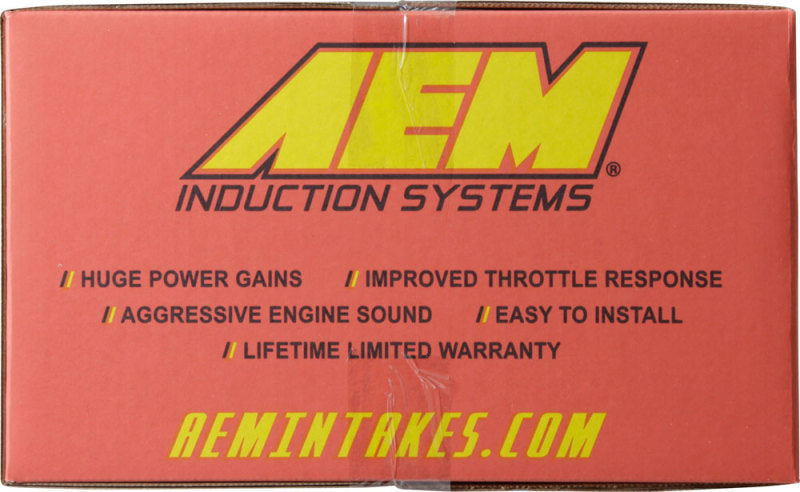 AEM®
INDUCTION SYSTEMS
// HUGE POWER GAINS // IMPROVED THROTTLE RESPONSE
// AGGRESSIVE ENGINE SOUND // EASY TO INSTALL
// LIFETIME LIMITED WARRANTY
AEMINTAKES.COM